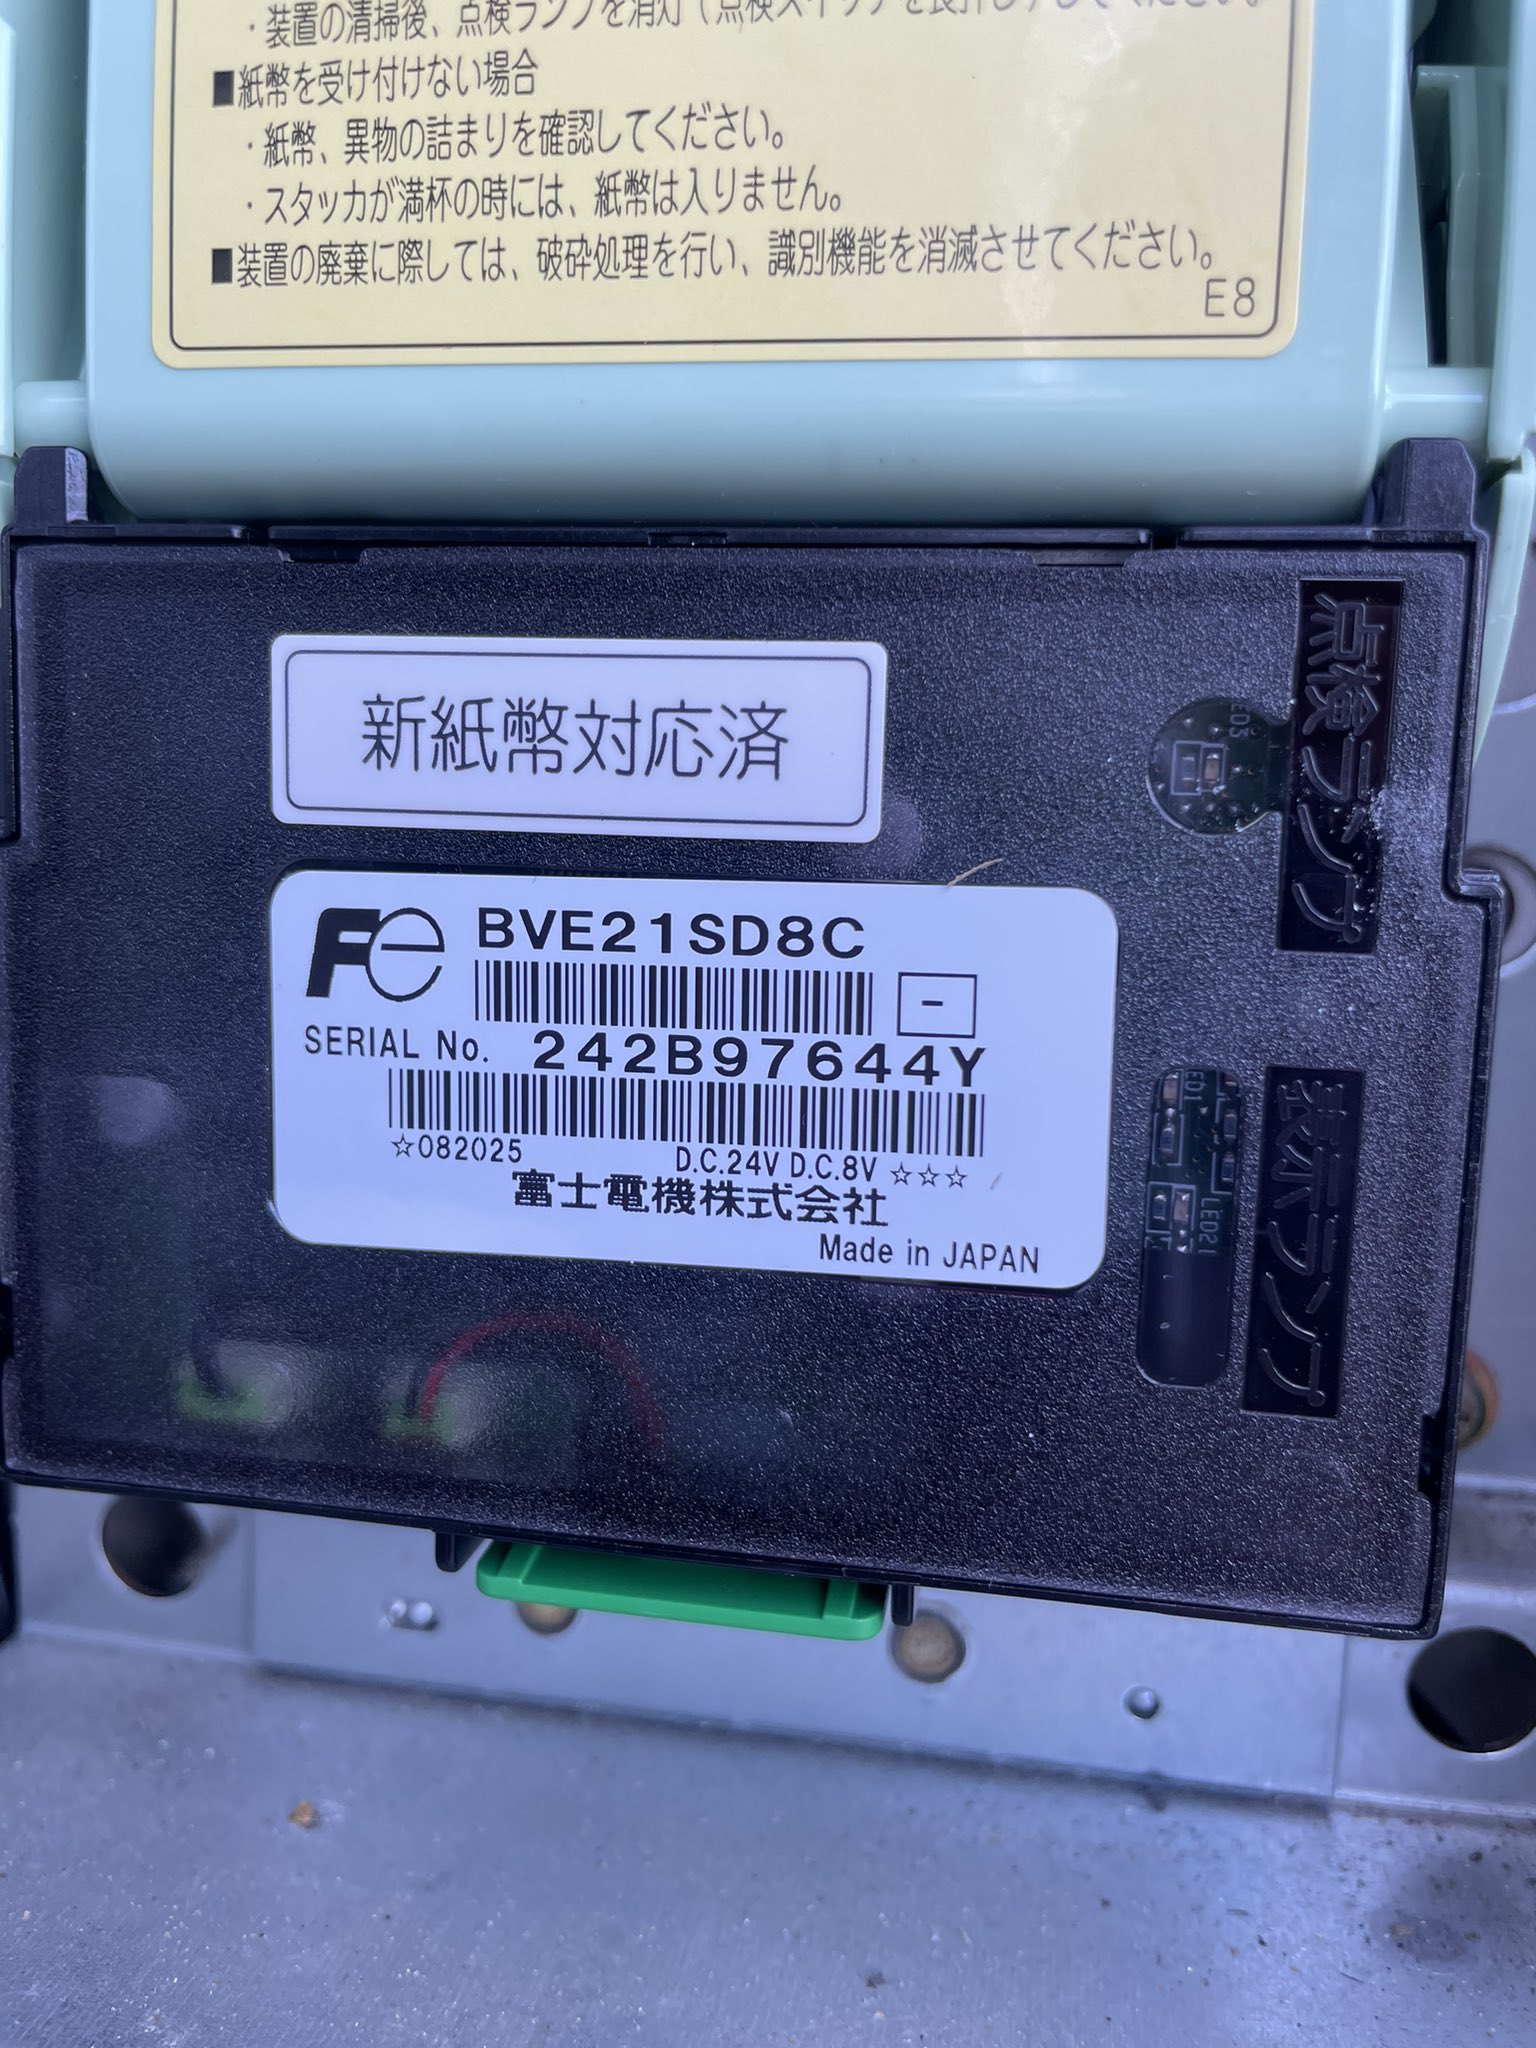 ・装置の清掃後、点検ランプを消灯(点検スイッチを長押し)してください。
■紙幣を受け付けない場合
・紙幣、異物の詰まりを確認してください。
・スタッカが満杯の時には、紙幣は入りません。
■装置の廃棄に際しては、破砕処理を行い、識別機能を消滅させてください。
E8
新紙幣対応済
点検ランプ
LED3
Fe BVE21SD8C
-
SERIAL No. 242B97644Y
☆082025 D.C.24V D.C.8V ☆☆☆
富士電機株式会社
Made in JAPAN
表示ランプ
LED21